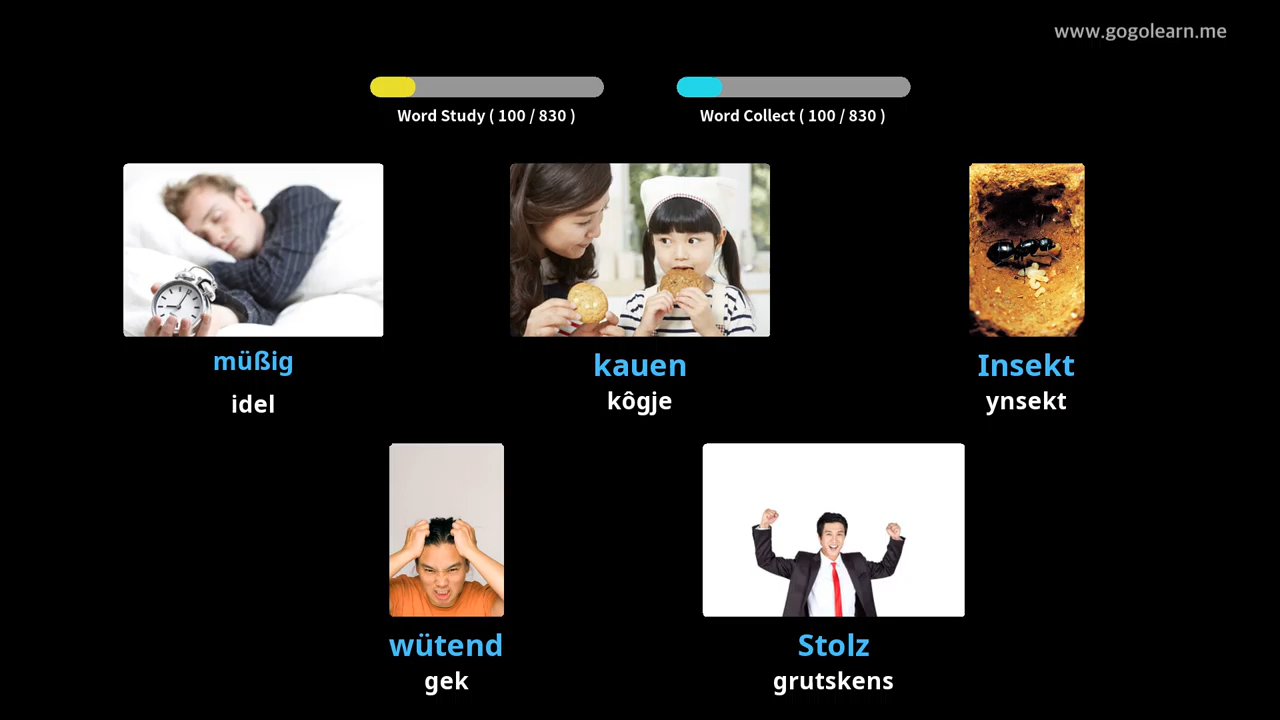 www.gogolearn.me
Word Study ( 100 / 830 )
Word Collect ( 100 / 830 )
müßig
idel
kauen
kôgje
Insekt
ynsekt
wütend
gek
Stolz
grutskens